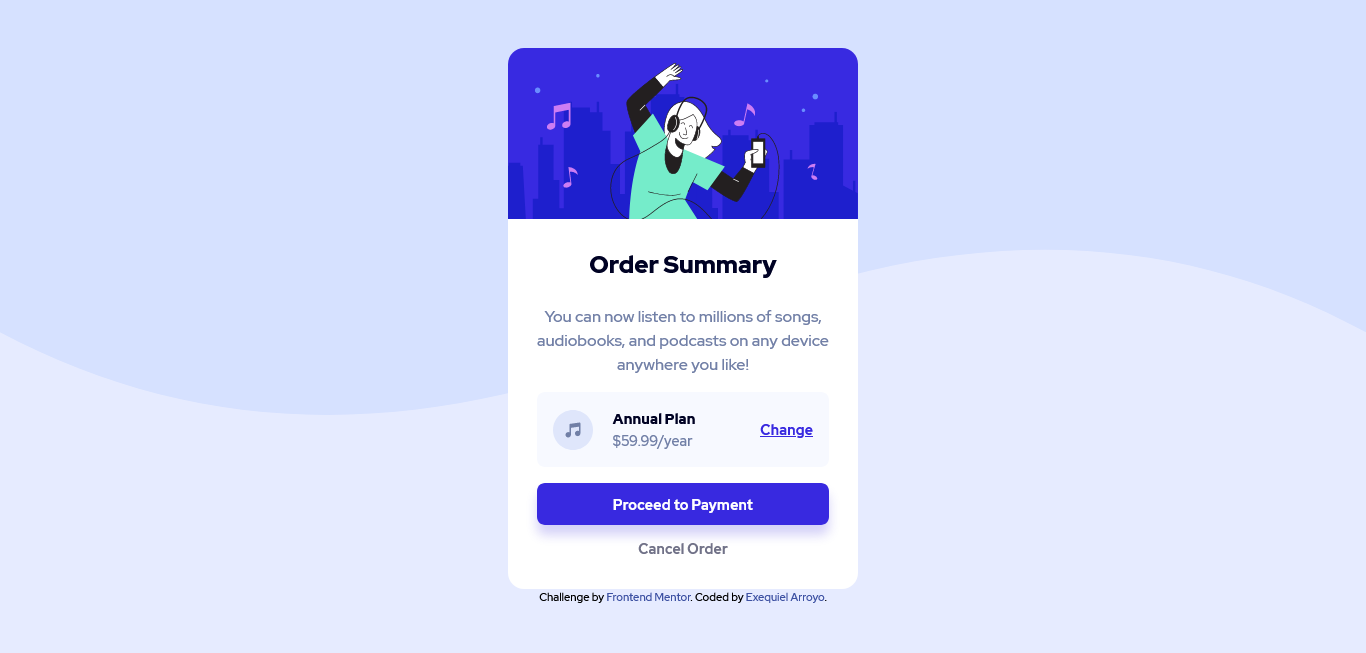 Order Summary
You can now listen to millions of songs,
audiobooks, and podcasts on any device
anywhere you like!
Annual Plan
$59.99/year
Change
Proceed to Payment
Cancel Order
Challenge by Frontend Mentor. Coded by Exequiel Arroyo.